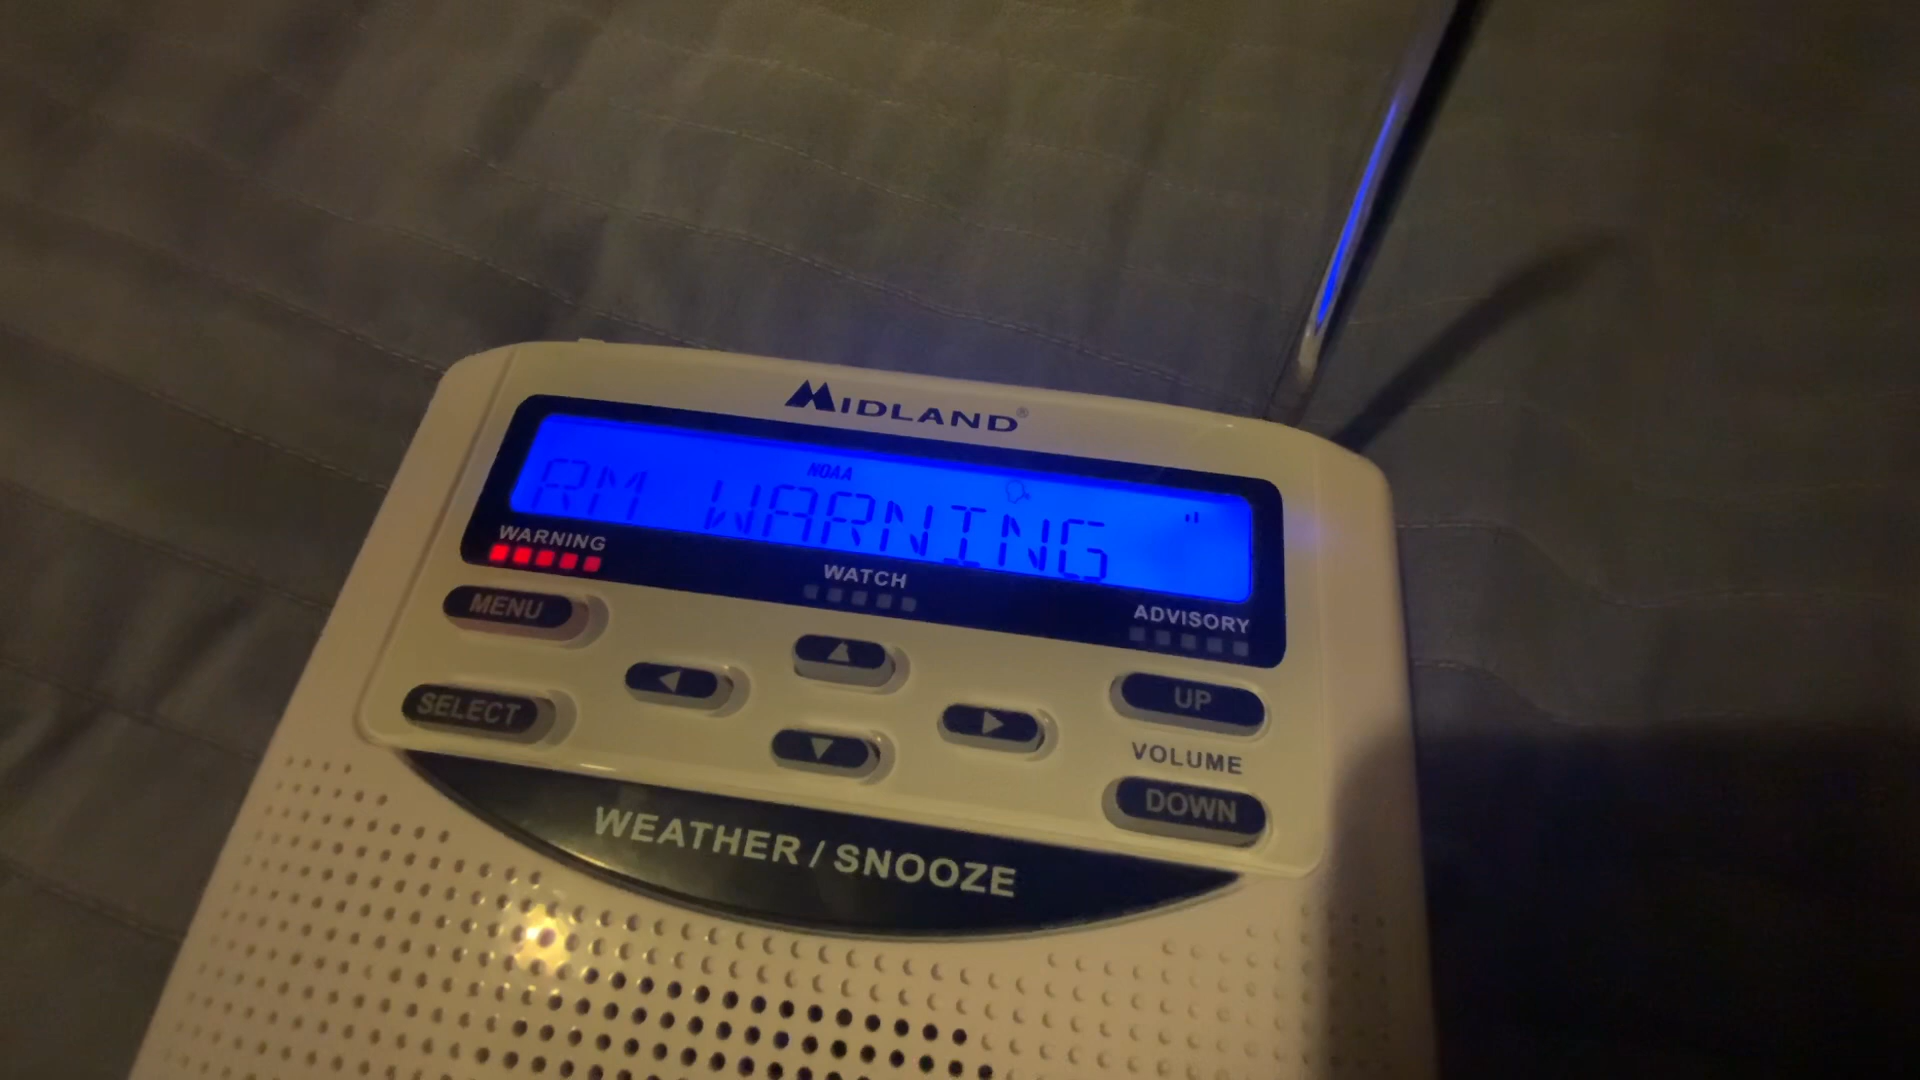 MIDLAND®
NOAA
RM WARNING
WARNING
WATCH
ADVISORY
MENU
SELECT
UP
VOLUME
DOWN
WEATHER / SNOOZE